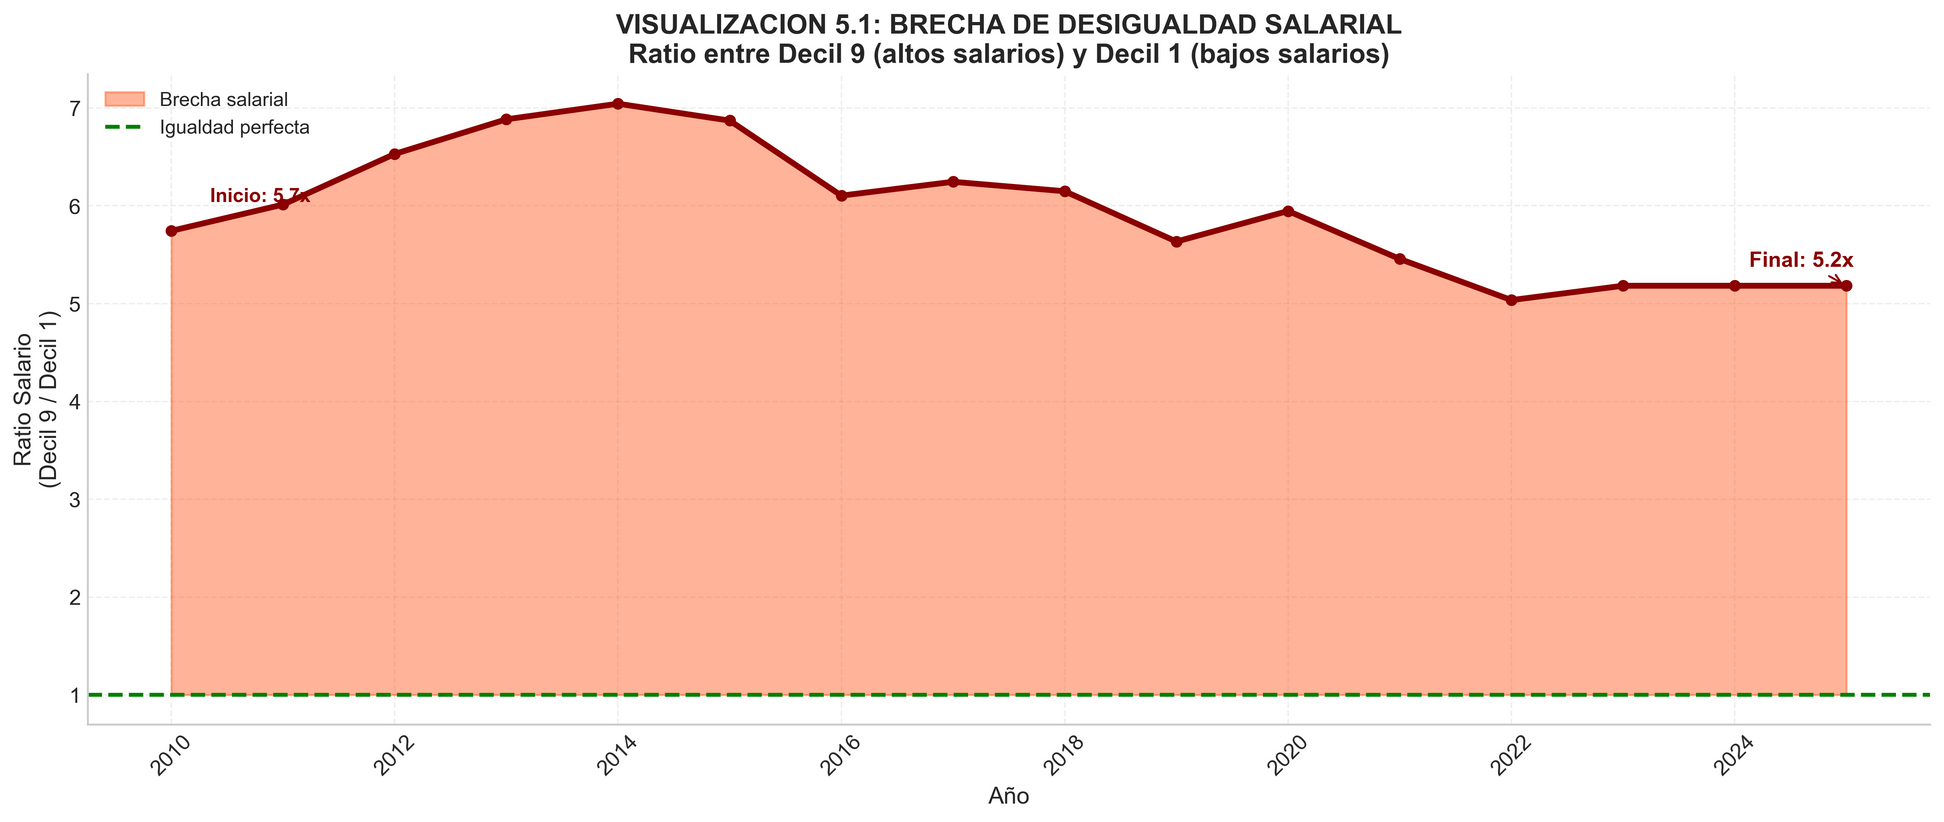 VISUALIZACION 5.1: BRECHA DE DESIGUALDAD SALARIAL
Ratio entre Decil 9 (altos salarios) y Decil 1 (bajos salarios)
Brecha salarial
Igualdad perfecta
Inicio: 5.7x
Final: 5.2x
Ratio Salario
(Decil 9 / Decil 1)
7
6
5
4
3
2
1
2010
2012
2014
2016
2018
2020
2022
2024
Año